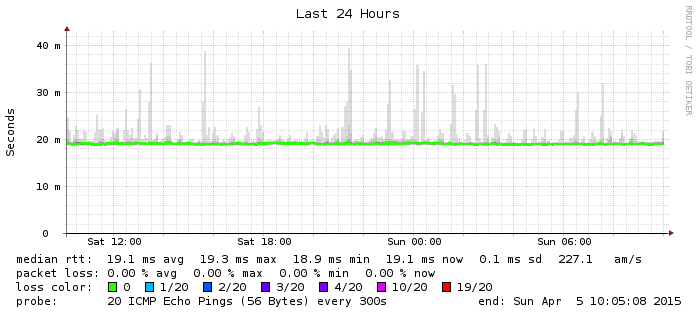 Last 24 Hours
RRDTOOL / TOBI OETIKER
Seconds
40 m
30 m
20 m
10 m
0
Sat 12:00 Sat 18:00 Sun 00:00 Sun 06:00
median rtt: 19.1 ms avg 19.3 ms max 18.9 ms min 19.1 ms now 0.1 ms sd 227.1 am/s
packet loss: 0.00 % avg 0.00 % max 0.00 % min 0.00 % now
loss color: 0 1/20 2/20 3/20 4/20 10/20 19/20
probe: 20 ICMP Echo Pings (56 Bytes) every 300s end: Sun Apr 5 10:05:08 2015